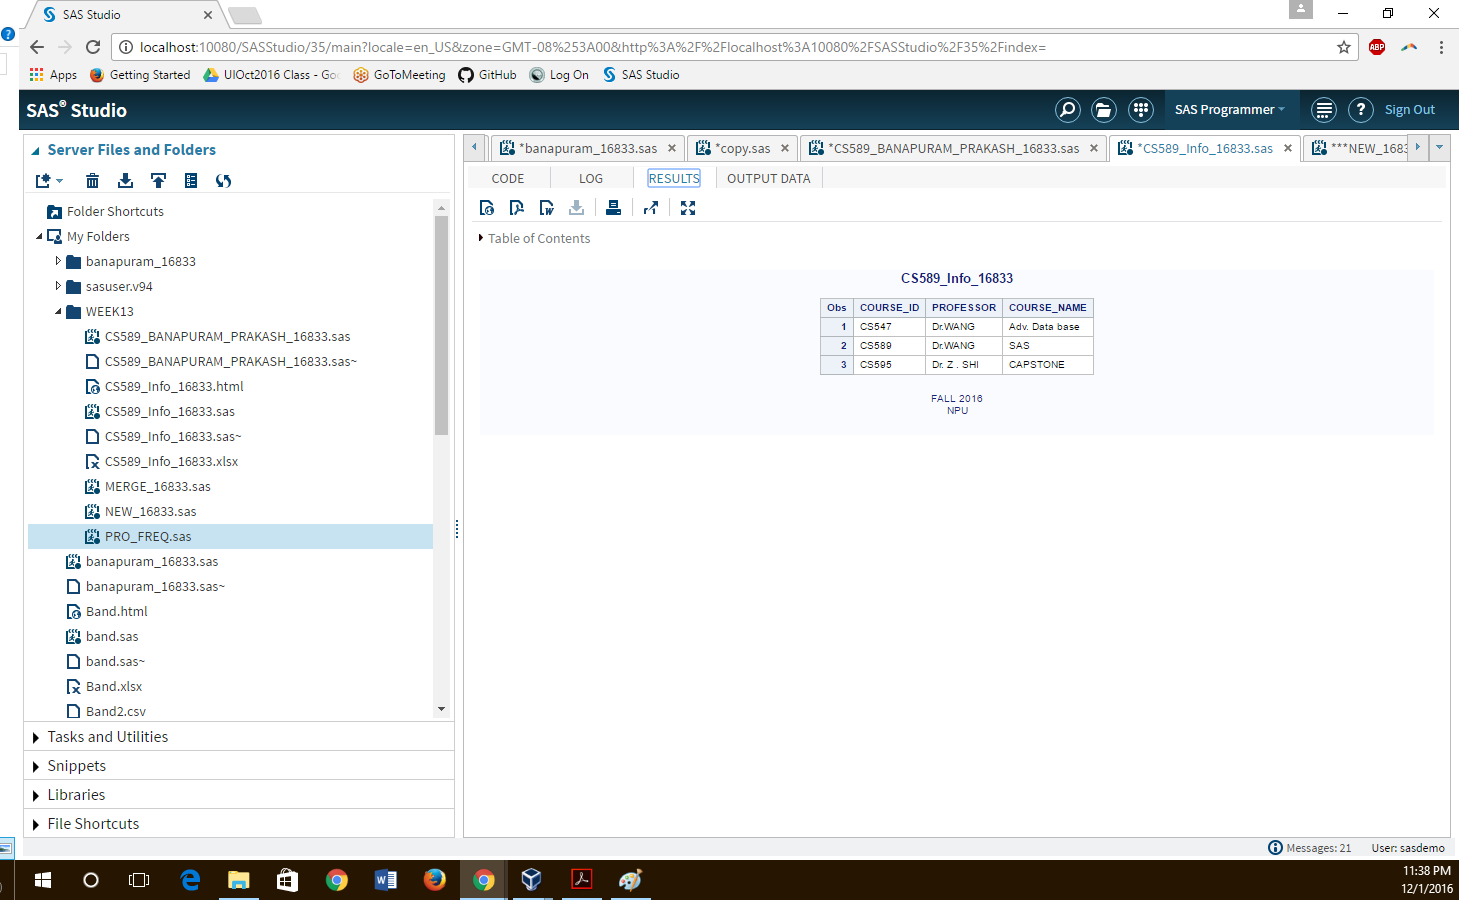 SAS Studio
localhost:10080/SASStudio/35/main?locale=en_US&zone=GMT-08%253A00&http%3A%2F%2Flocalhost%3A10080%2FSASStudio%2F35%2Findex=
ABP
Apps Getting Started UIOct2016 Class - Goo GoToMeeting GitHub Log On SAS Studio
SAS® Studio SAS Programmer Sign Out
Server Files and Folders
*banapuram_16833.sas *copy.sas *CS589_BANAPURAM_PRAKASH_16833.sas *CS589_Info_16833.sas ***NEW_1683
CODE LOG RESULTS OUTPUT DATA
Table of Contents
Folder Shortcuts
My Folders
banapuram_16833
sasuser.v94
WEEK13
CS589_BANAPURAM_PRAKASH_16833.sas
CS589_BANAPURAM_PRAKASH_16833.sas~
CS589_Info_16833.html
CS589_Info_16833.sas
CS589_Info_16833.sas~
CS589_Info_16833.xlsx
MERGE_16833.sas
NEW_16833.sas
PRO_FREQ.sas
banapuram_16833.sas
banapuram_16833.sas~
Band.html
band.sas
band.sas~
Band.xlsx
Band2.csv
Tasks and Utilities
Snippets
Libraries
File Shortcuts
CS589_Info_16833
Obs COURSE_ID PROFESSOR COURSE_NAME
1 CS547 Dr.WANG Adv. Data base
2 CS589 Dr.WANG SAS
3 CS595 Dr. Z . SHI CAPSTONE
FALL 2016
NPU
Messages: 21 User: sasdemo
11:38 PM
12/1/2016